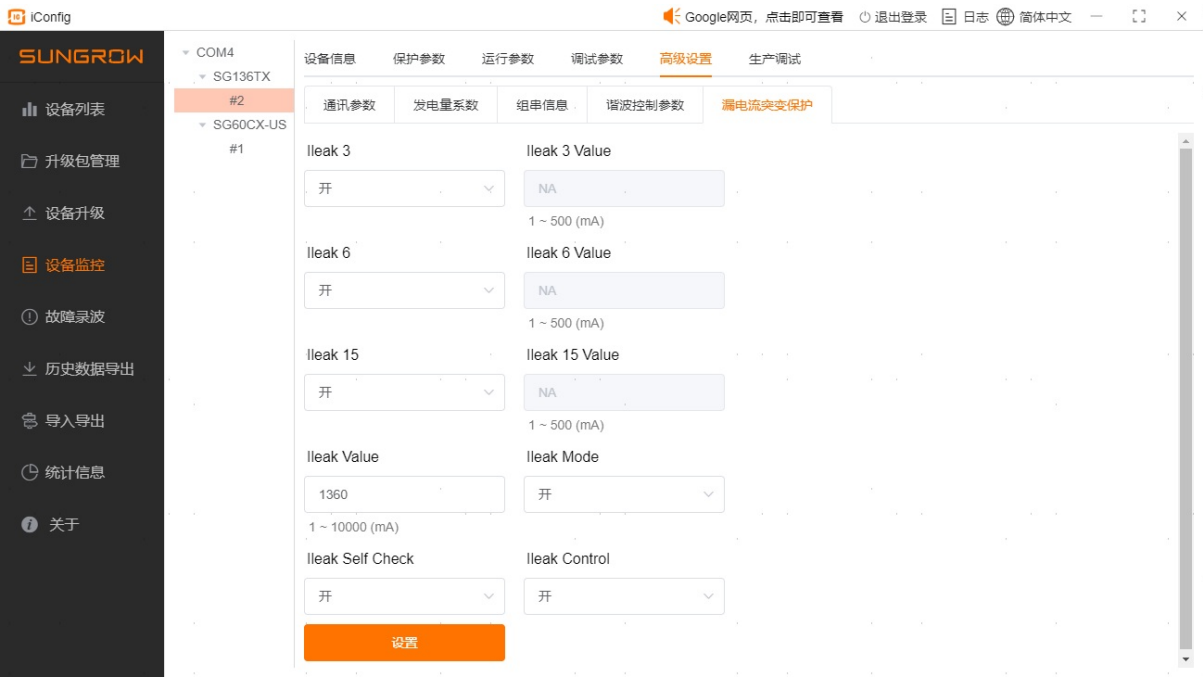 iConfig
Google网页，点击即可查看 退出登录 日志 简体中文
SUNGROW
设备列表
升级包管理
设备升级
设备监控
故障录波
历史数据导出
导入导出
统计信息
关于
COM4
SG136TX
#2
SG60CX-US
#1
设备信息 保护参数 运行参数 调试参数 高级设置 生产调试
通讯参数 发电量系数 组串信息 谐波控制参数 漏电流突变保护
Ileak 3 Ileak 3 Value
开 NA
1 ~ 500 (mA)
Ileak 6 Ileak 6 Value
开 NA
1 ~ 500 (mA)
Ileak 15 Ileak 15 Value
开 NA
1 ~ 500 (mA)
Ileak Value Ileak Mode
1360 开
1 ~ 10000 (mA)
Ileak Self Check Ileak Control
开 开
设置